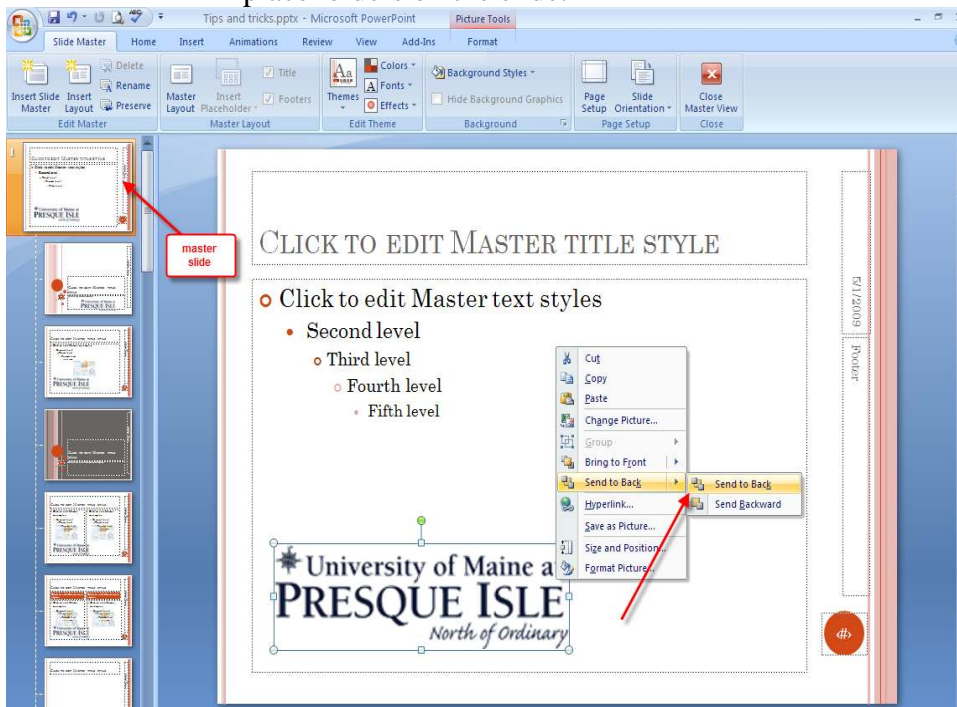 placeholders on the slide.
Tips and tricks.pptx - Microsoft PowerPoint
Picture Tools
Slide Master Home Insert Animations Review View Add-Ins Format
Delete
Rename
Preserve
Insert Slide Master
Insert Layout
Edit Master
Master Layout
Insert Placeholder
Title
Footers
Master Layout
Themes
Colors
Fonts
Effects
Edit Theme
Background Styles
Hide Background Graphics
Background
Page Setup
Slide Orientation
Page Setup
Close Master View
Close
1
master
slide
CLICK TO EDIT MASTER TITLE STYLE
Click to edit Master text styles
Second level
Third level
Fourth level
Fifth level
5/1/2009
Footer
‹#›
Cut
Copy
Paste
Change Picture...
Group
Bring to Front
Send to Back
Hyperlink...
Save as Picture...
Size and Position...
Format Picture...
Send to Back
Send Backward
University of Maine a
PRESQUE ISLE
North of Ordinary